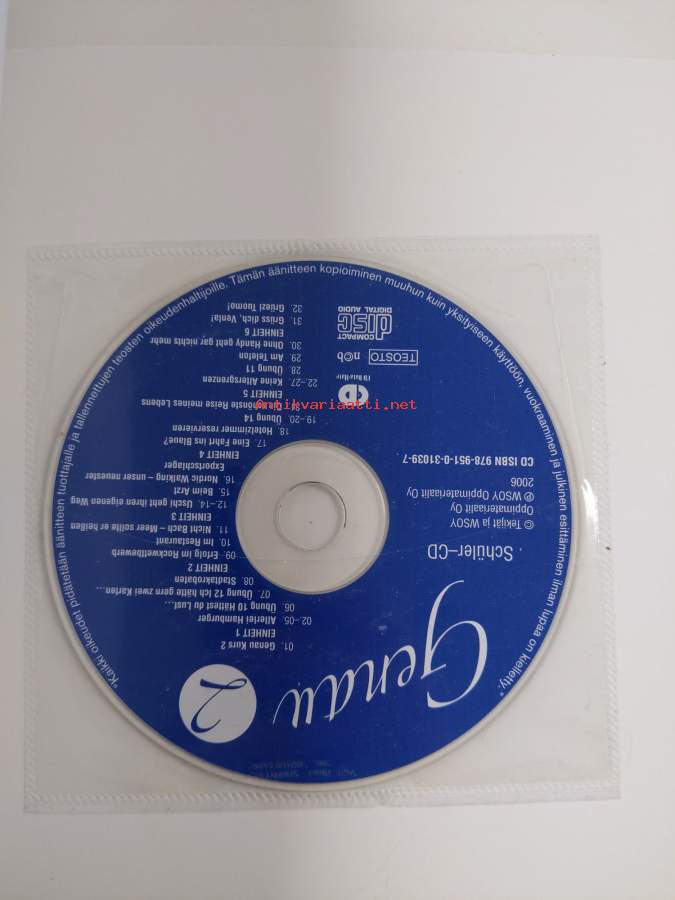 Genau 2
Schüler–CD
© Tekijät ja WSOY
Oppimateriaalit Oy
℗ WSOY Oppimateriaalit Oy
2006
CD ISBN 978-951-0-31039-7
01. Genau Kurs 2
EINHEIT 1
02.–05. Allerlei Hamburger
06. Übung 10 Hättest du Lust...
07. Übung 12 Ich hätte gern zwei Karten...
08. Stadtakrobaten
EINHEIT 2
09. Erfolg im Rockwettbewerb
10. Im Restaurant
11. Nicht Bach – Meer sollte er heißen
EINHEIT 3
12.–14. Uschi geht ihren eigenen Weg
15. Beim Arzt
16. Nordic Walking – unser neuester
Exportschlager
EINHEIT 4
17. Eine Fahrt ins Blaue?
18. Hotelzimmer reservieren
19.–20. Übung 14
21. Die schönste Reise meines Lebens
EINHEIT 5
22.–27. Keine Altersgrenzen
28. Übung 11
29. Am Telefon
30. Ohne Handy geht gar nichts mehr
EINHEIT 6
31. Grüss dich, Venla!
32. Grüezi Tuomo!
TEOSTO
ncb
COMPACT
disc
DIGITAL AUDIO
"Kaikki oikeudet pidätetään äänitteen tuottajalle ja tallennettujen teosten oikeudenhaltijoille. Tämän äänitteen kopioiminen muuhun kuin yksityiseen käyttöön, vuokraaminen ja julkinen esittäminen ilman lupaa on kielletty."
Antikvariaatti.net